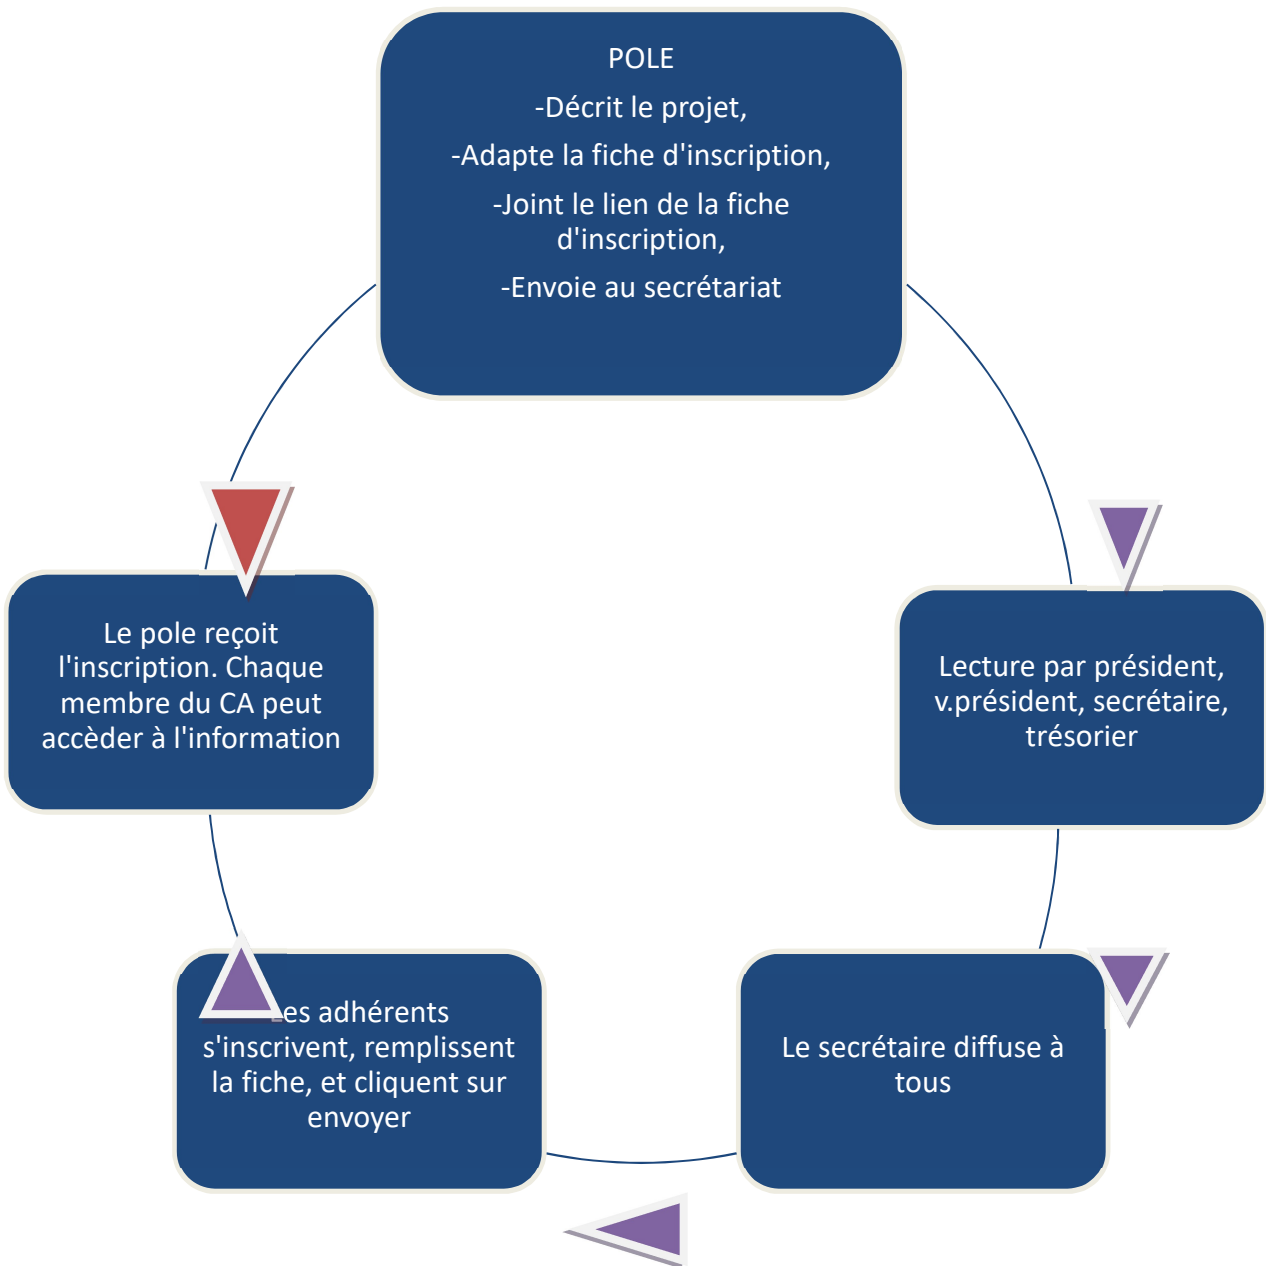 POLE
-Décrit le projet,
-Adapte la fiche d'inscription,
-Joint le lien de la fiche
d'inscription,
-Envoie au secrétariat
Lecture par président,
v.président, secrétaire,
trésorier
Le secrétaire diffuse à
tous
Les adhérents
s'inscrivent, remplissent
la fiche, et cliquent sur
envoyer
Le pole reçoit
l'inscription. Chaque
membre du CA peut
accèder à l'information